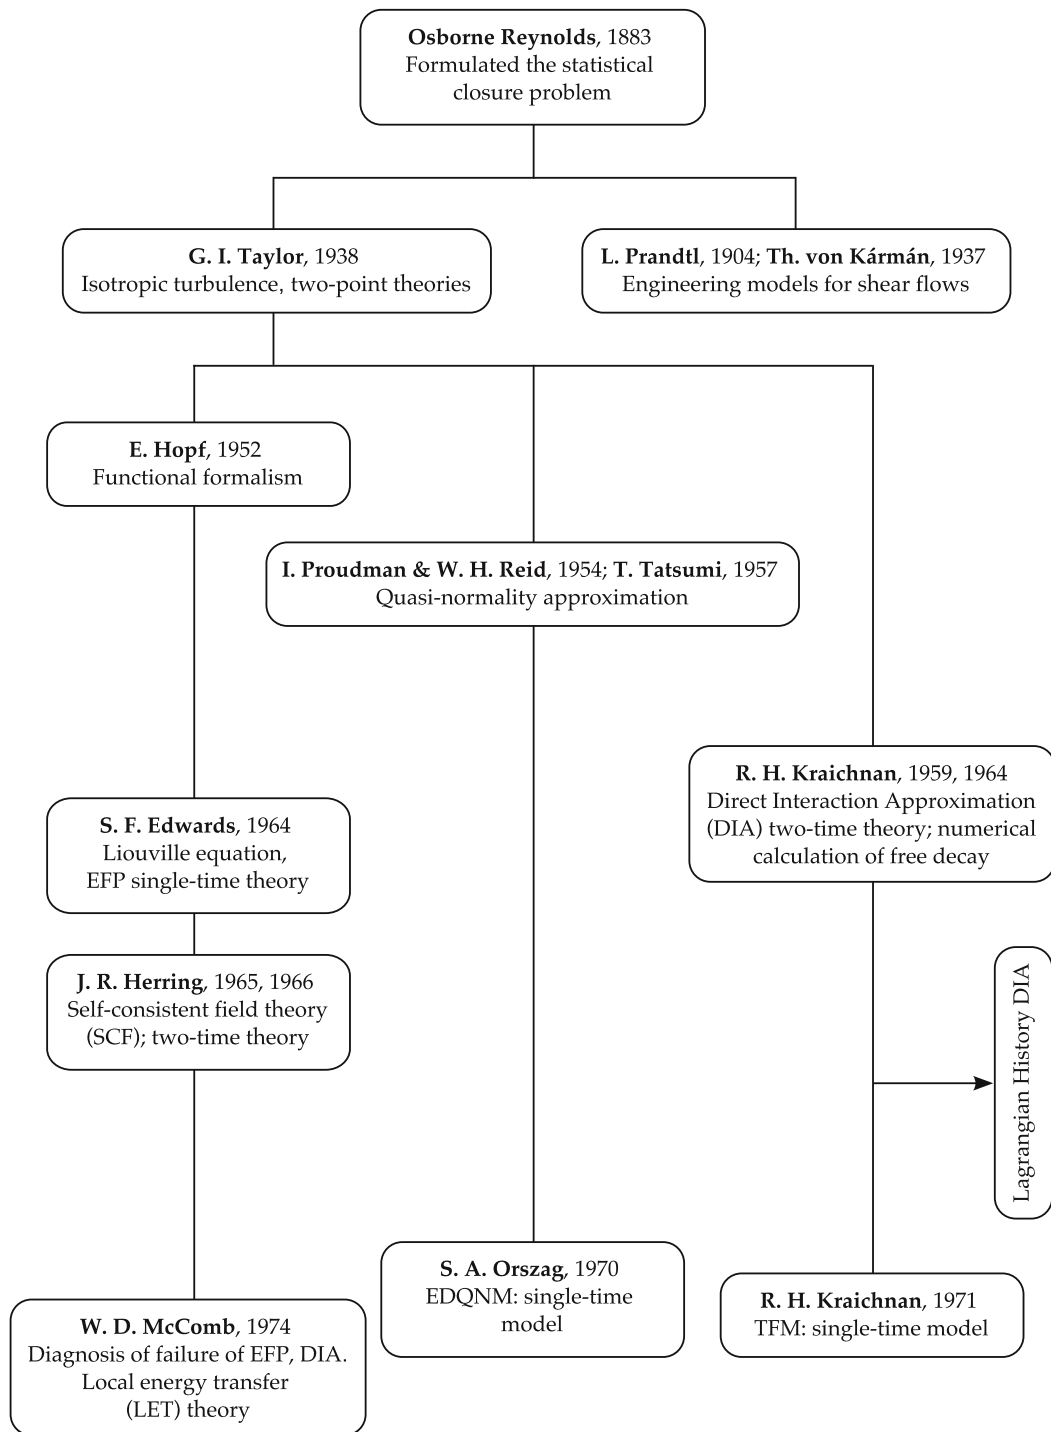 Osborne Reynolds, 1883
Formulated the statistical
closure problem
G. I. Taylor, 1938
Isotropic turbulence, two-point theories
L. Prandtl, 1904; Th. von Kármán, 1937
Engineering models for shear flows
E. Hopf, 1952
Functional formalism
I. Proudman & W. H. Reid, 1954; T. Tatsumi, 1957
Quasi-normality approximation
R. H. Kraichnan, 1959, 1964
Direct Interaction Approximation
(DIA) two-time theory; numerical
calculation of free decay
S. F. Edwards, 1964
Liouville equation,
EFP single-time theory
J. R. Herring, 1965, 1966
Self-consistent field theory
(SCF); two-time theory
Lagrangian History DIA
S. A. Orszag, 1970
EDQNM: single-time
model
R. H. Kraichnan, 1971
TFM: single-time model
W. D. McComb, 1974
Diagnosis of failure of EFP, DIA.
Local energy transfer
(LET) theory